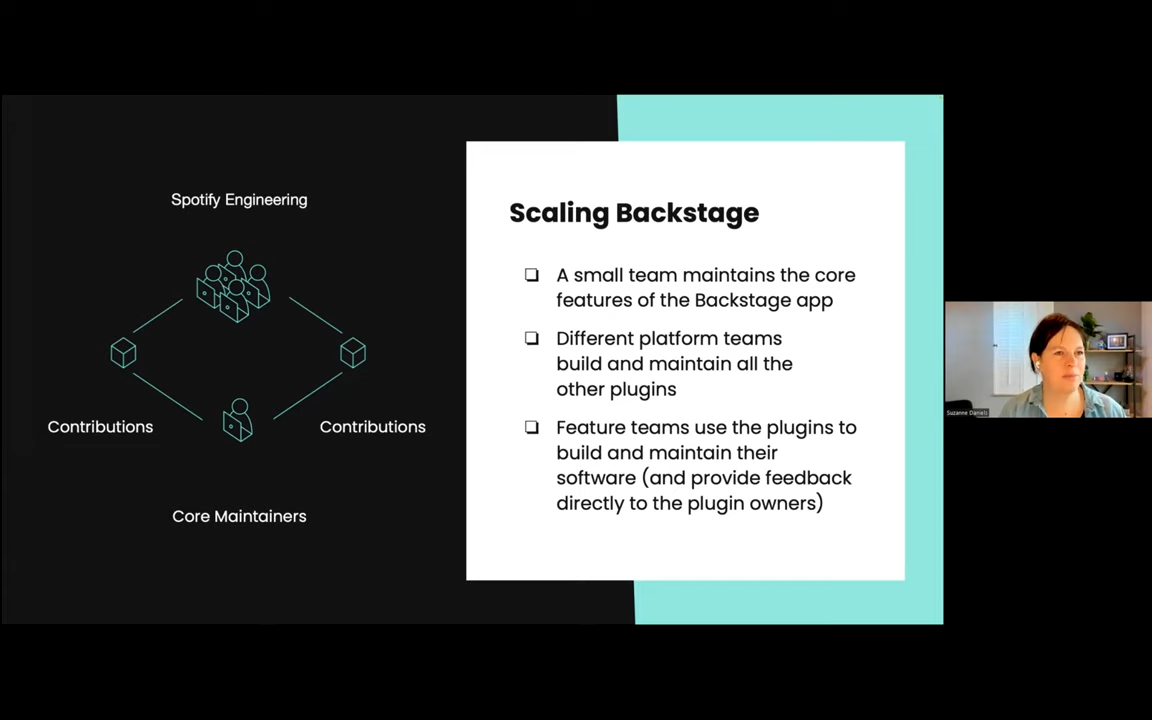 Spotify Engineering
Contributions
Contributions
Core Maintainers
Scaling Backstage
❏ A small team maintains the core
features of the Backstage app
❏ Different platform teams
build and maintain all the
other plugins
❏ Feature teams use the plugins to
build and maintain their
software (and provide feedback
directly to the plugin owners)
Suzanne Daniels